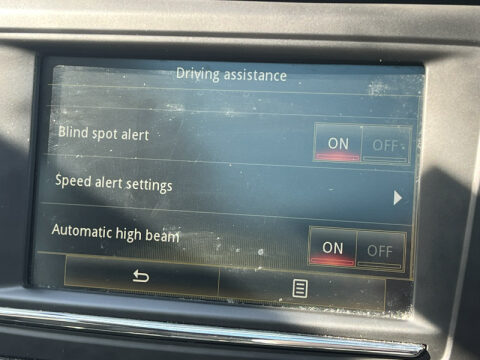 Driving assistance
Blind spot alert ON OFF
Speed alert settings
Automatic high beam ON OFF